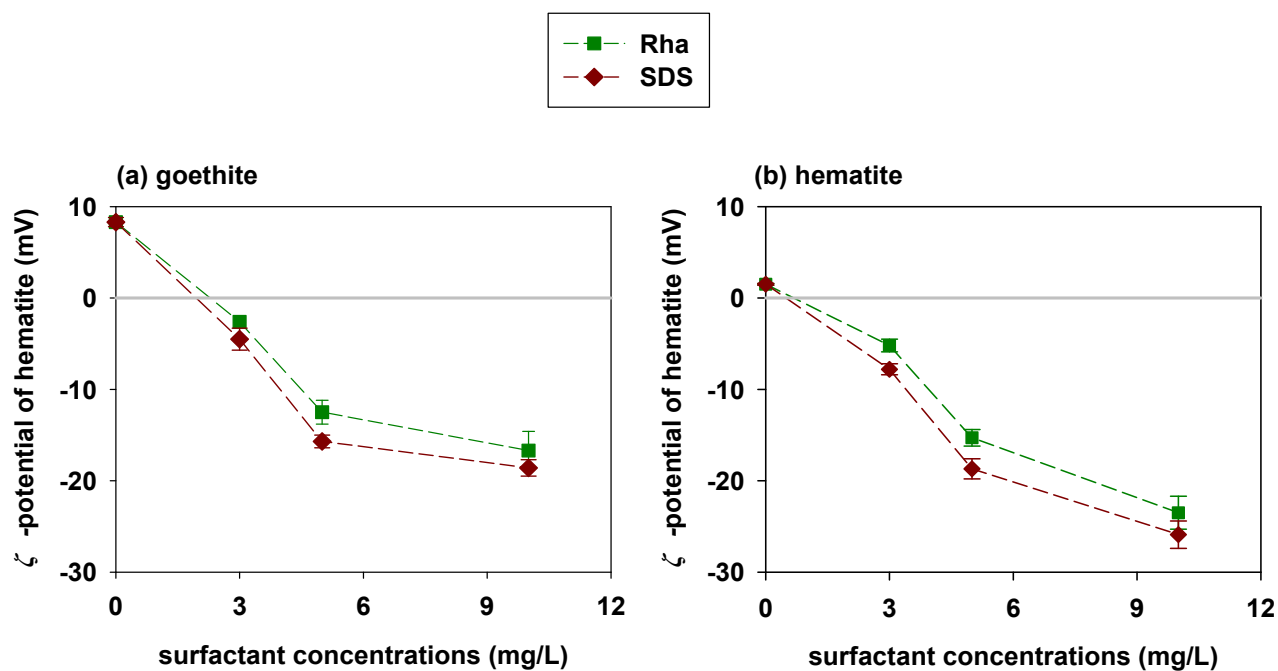 Rha
SDS
(a) goethite
ζ -potential of hematite (mV)
10
0
-10
-20
-30
0 3 6 9 12
surfactant concentrations (mg/L)
(b) hematite
ζ -potential of hematite (mV)
10
0
-10
-20
-30
0 3 6 9 12
surfactant concentrations (mg/L)